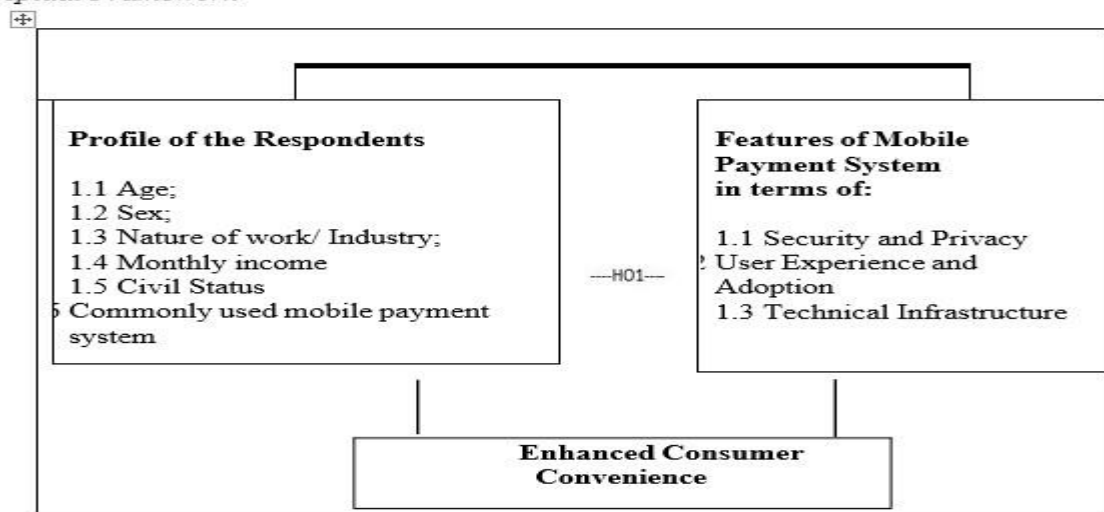 Profile of the Respondents
1.1 Age;
1.2 Sex;
1.3 Nature of work/ Industry;
1.4 Monthly income
1.5 Civil Status
Commonly used mobile payment
system
----HO1----
Features of Mobile
Payment System
in terms of:
1.1 Security and Privacy
User Experience and
Adoption
1.3 Technical Infrastructure
Enhanced Consumer
Convenience